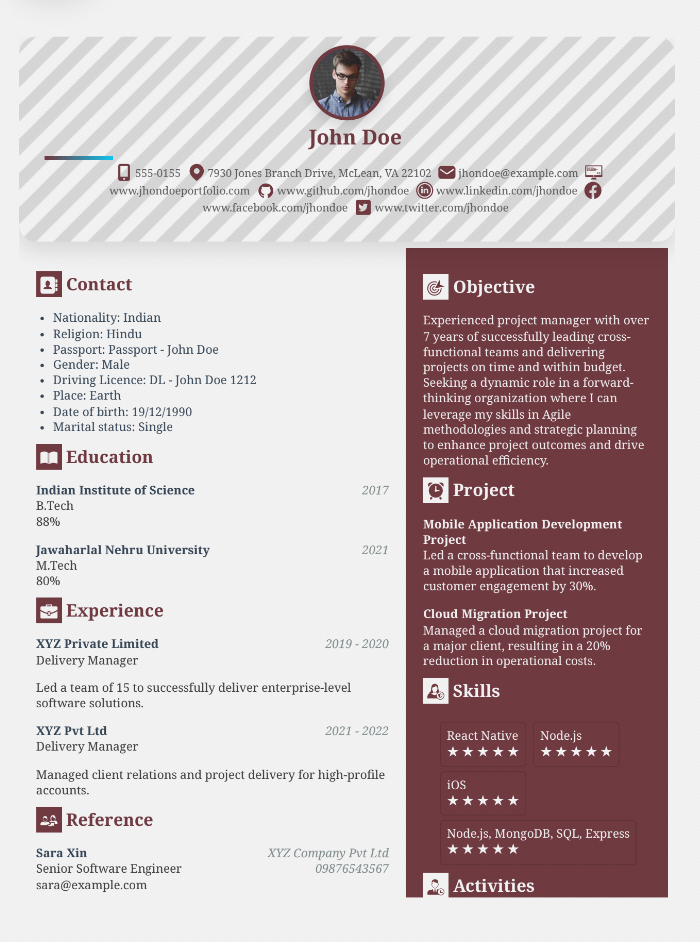 John Doe
555-0155 7930 Jones Branch Drive, McLean, VA 22102 jhondoe@example.com
www.jhondoeportfolio.com www.github.com/jhondoe www.linkedin.com/jhondoe
www.facebook.com/jhondoe www.twitter.com/jhondoe
Contact
• Nationality: Indian
• Religion: Hindu
• Passport: Passport - John Doe
• Gender: Male
• Driving Licence: DL - John Doe 1212
• Place: Earth
• Date of birth: 19/12/1990
• Marital status: Single
Education
Indian Institute of Science 2017
B.Tech
88%
Jawaharlal Nehru University 2021
M.Tech
80%
Experience
XYZ Private Limited 2019 - 2020
Delivery Manager
Led a team of 15 to successfully deliver enterprise-level
software solutions.
XYZ Pvt Ltd 2021 - 2022
Delivery Manager
Managed client relations and project delivery for high-profile
accounts.
Reference
Sara Xin XYZ Company Pvt Ltd
Senior Software Engineer 09876543567
sara@example.com
Objective
Experienced project manager with over
7 years of successfully leading cross-
functional teams and delivering
projects on time and within budget.
Seeking a dynamic role in a forward-
thinking organization where I can
leverage my skills in Agile
methodologies and strategic planning
to enhance project outcomes and drive
operational efficiency.
Project
Mobile Application Development
Project
Led a cross-functional team to develop
a mobile application that increased
customer engagement by 30%.
Cloud Migration Project
Managed a cloud migration project for
a major client, resulting in a 20%
reduction in operational costs.
Skills
React Native Node.js
★★★★★ ★★★★★
iOS
★★★★★
Node.js, MongoDB, SQL, Express
★★★★★
Activities